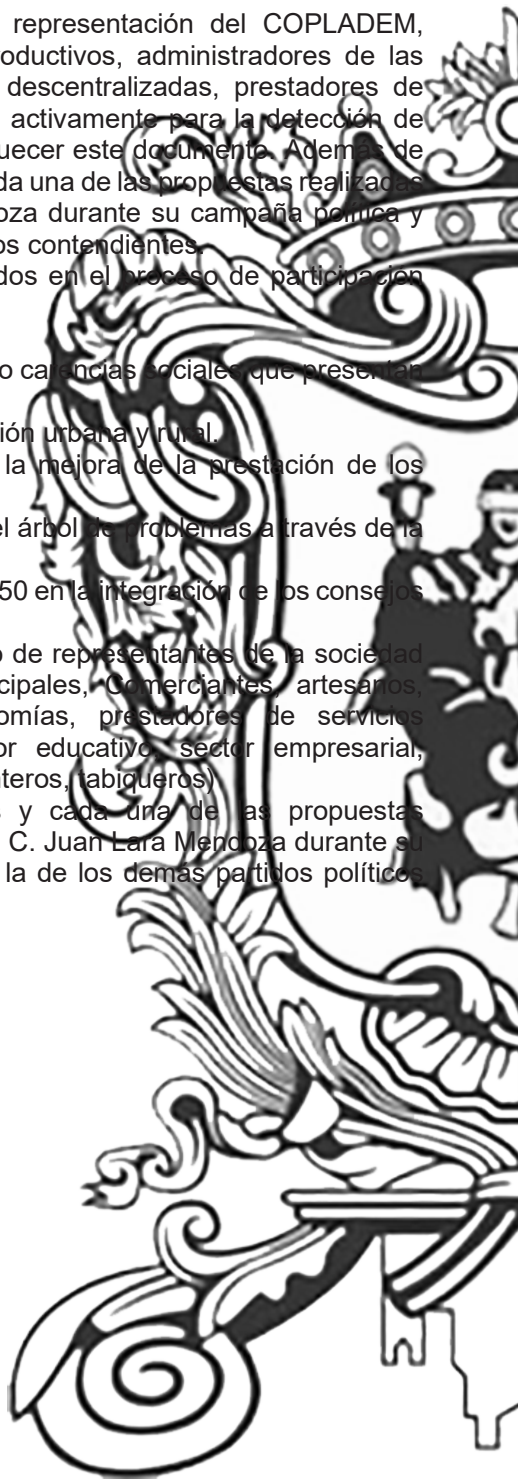 representación del COPLADEM,
oductivos, administradores de las
descentralizadas, prestadores de
activamente para la detección de
uecer este documento. Además de
da una de las propuestas realizadas
oza durante su campaña política y
os contendientes.
dos en el proceso de participación
o carencias sociales que presentan
ión urbana y rural.
la mejora de la prestación de los
el árbol de problemas a través de la
50 en la integración de los consejos
o de representantes de la sociedad
cipales, Comerciantes, artesanos,
omías, prestadores de servicios
or educativo, sector empresarial,
nteros, tabiqueros)
s y cada una de las propuestas
C. Juan Lara Mendoza durante su
la de los demás partidos políticos